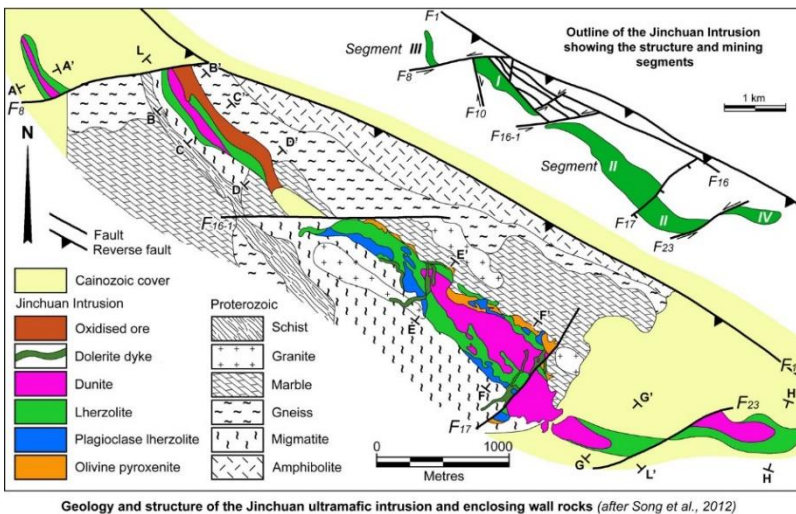 Outline of the Jinchuan Intrusion
showing the structure and mining
segments
1 km
F1
Segment III
F8
I
F10
F16-1
Segment
II
F16
F17
II
F23
IV
A
A'
L
B'
F8
B
C'
C
D'
D
N
F16-1
E'
E
F'
F
F17
G'
F1
F23
H
G
L'
H
Fault
Reverse fault
Cainozoic cover
Jinchuan Intrusion
Oxidised ore
Dolerite dyke
Dunite
Lherzolite
Plagioclase lherzolite
Olivine pyroxenite
Proterozoic
Schist
Granite
Marble
Gneiss
Migmatite
Amphibolite
0 1000
Metres
Geology and structure of the Jinchuan ultramafic intrusion and enclosing wall rocks (after Song et al., 2012)